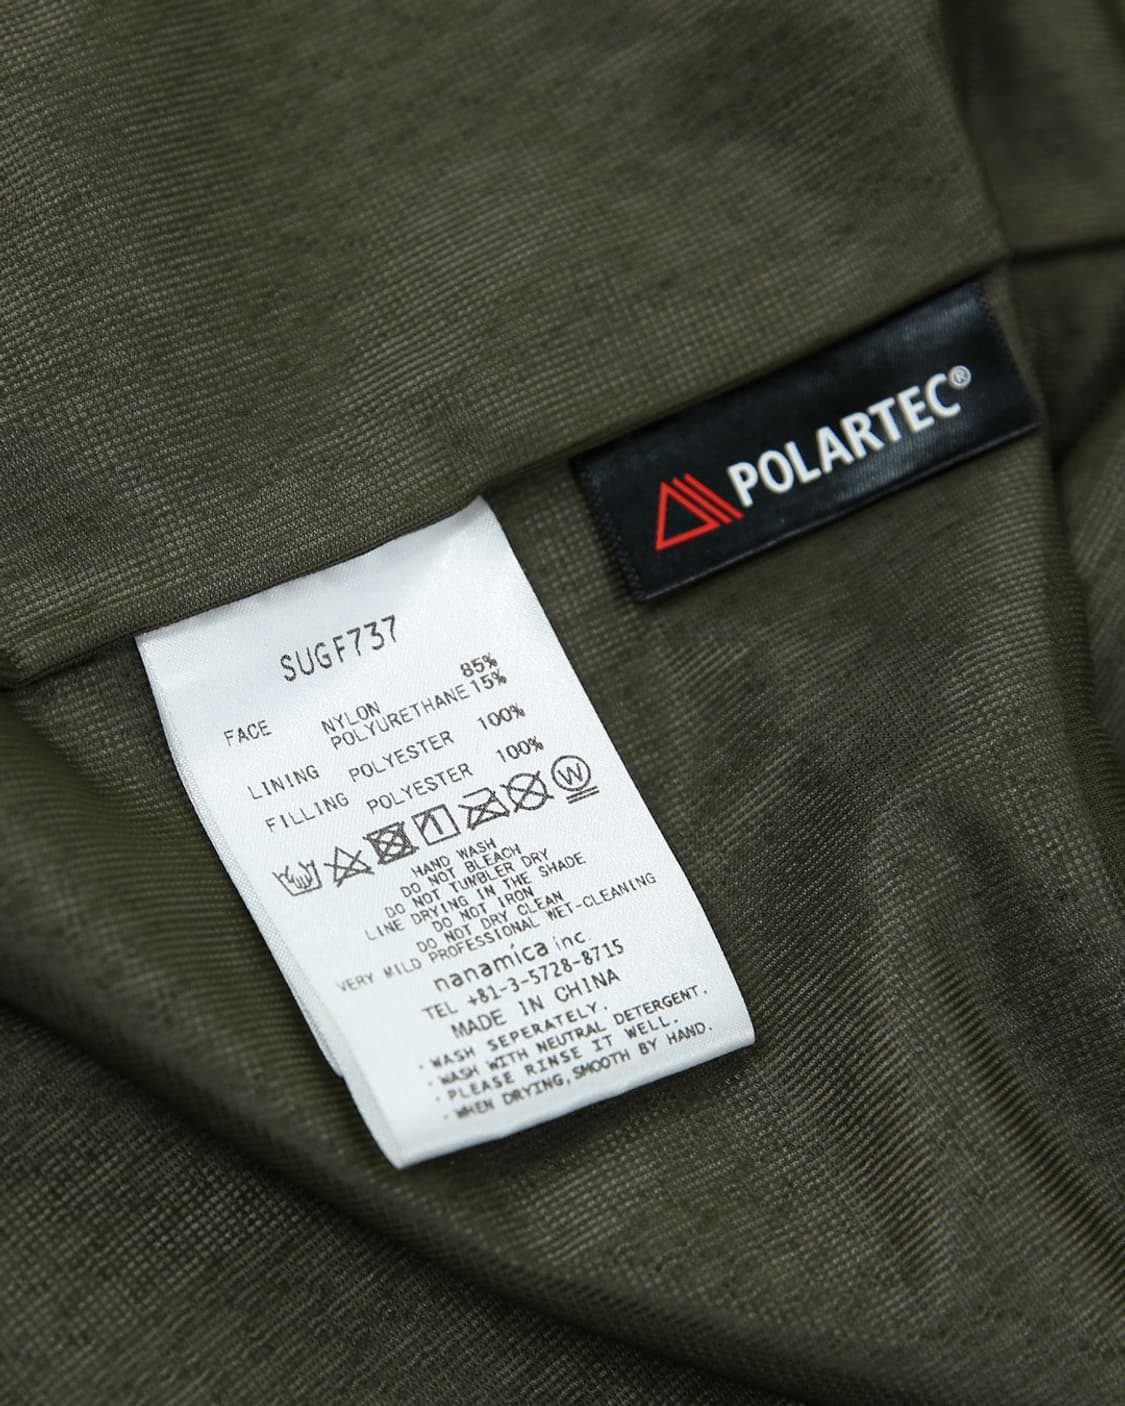 POLARTEC®
SUGF737
FACE NYLON 85%
POLYURETHANE 15%
LINING POLYESTER 100%
FILLING POLYESTER 100%
W
HAND WASH
DO NOT BLEACH
DO NOT TUMBLER DRY
LINE DRYING IN THE SHADE
DO NOT IRON
DO NOT DRY CLEAN
VERY MILD PROFESSIONAL WET-CLEANING
nanamica inc.
TEL +81-3-5728-8715
MADE IN CHINA
・WASH SEPERATELY.
・WASH WITH NEUTRAL DETERGENT.
・PLEASE RINSE IT WELL.
・WHEN DRYING, SMOOTH BY HAND.